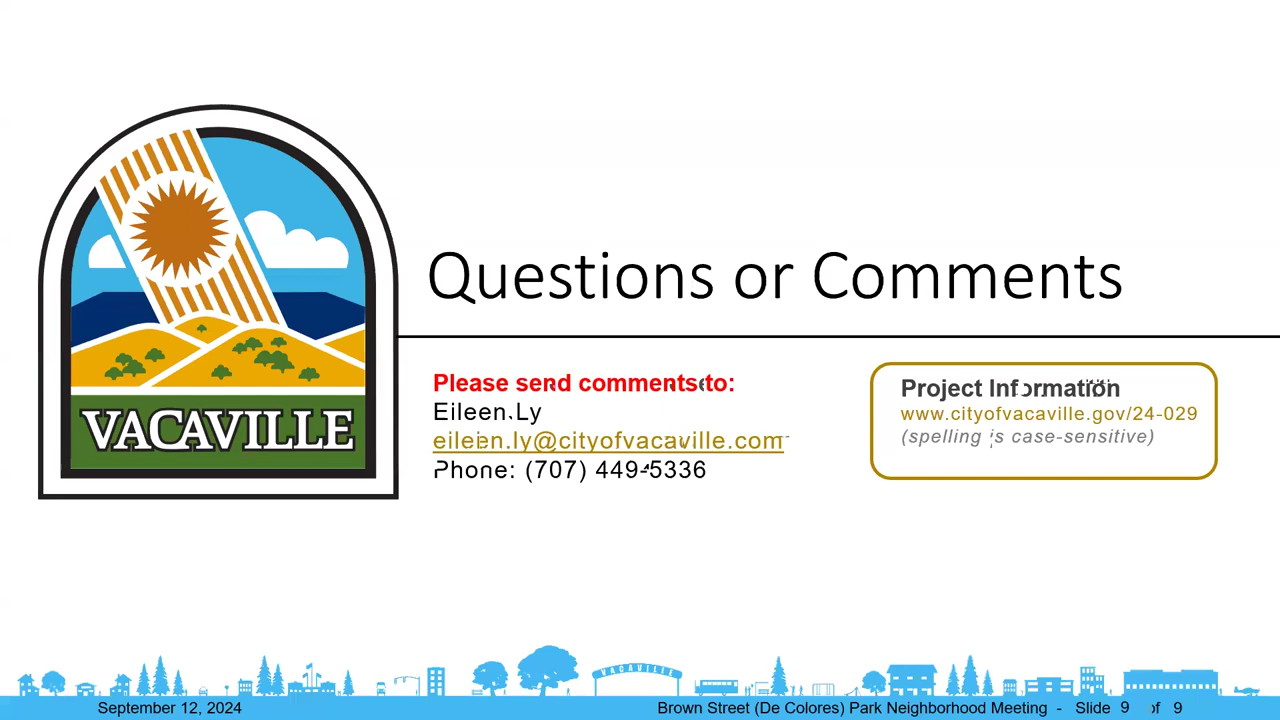 VACAVILLE
Questions or Comments
Please send comments to:
Eileen Ly
eileen.ly@cityofvacaville.com
Phone: (707) 449-5336
Project Information
www.cityofvacaville.gov/24-029
(spelling is case-sensitive)
VACAVILLE
September 12, 2024
Brown Street (De Colores) Park Neighborhood Meeting - Slide 9 of 9